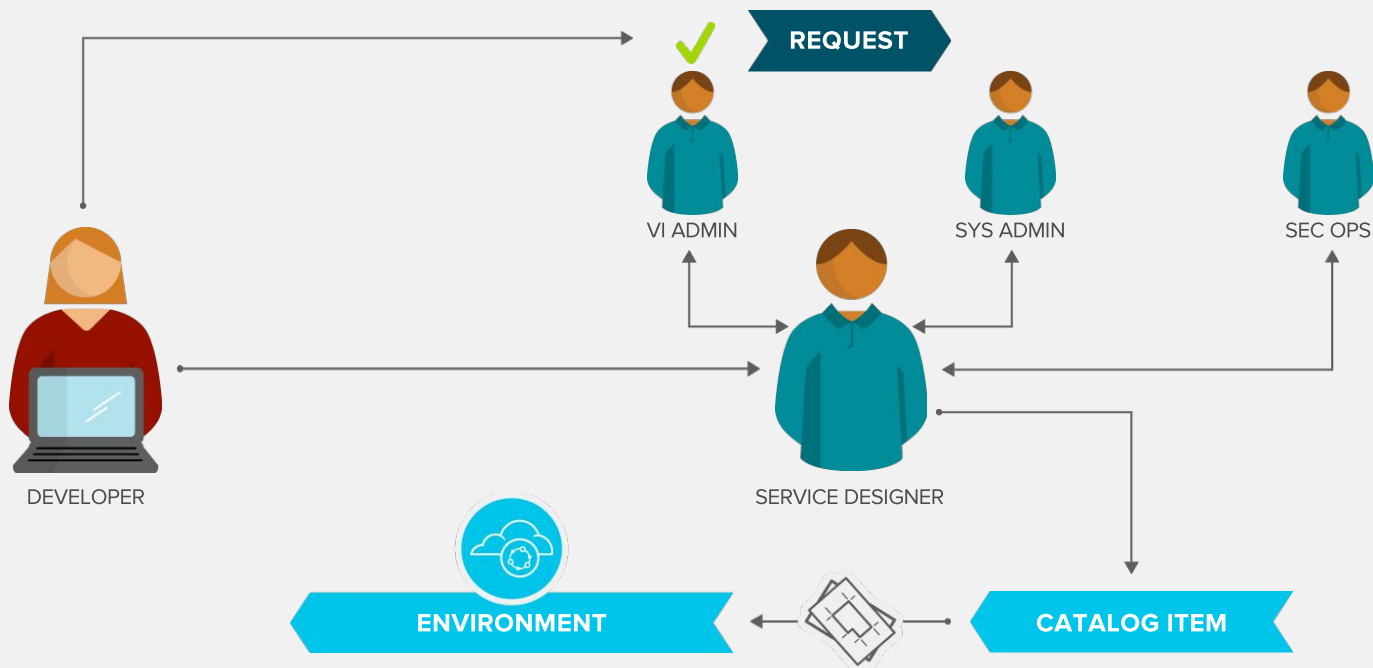 REQUEST
VI ADMIN
SYS ADMIN
SEC OPS
DEVELOPER
SERVICE DESIGNER
ENVIRONMENT
CATALOG ITEM